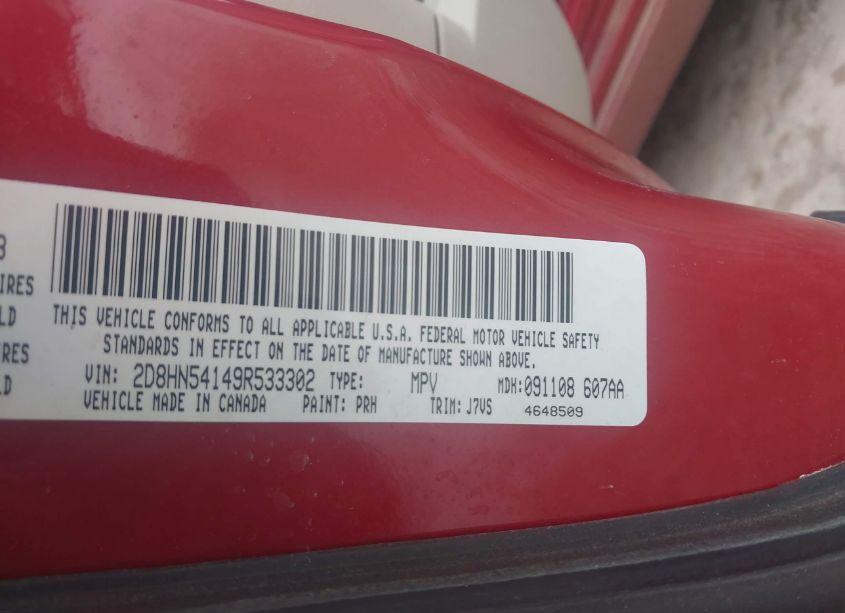 8
IRES
LD
THIS VEHICLE CONFORMS TO ALL APPLICABLE U.S.A. FEDERAL MOTOR VEHICLE SAFETY
STANDARDS IN EFFECT ON THE DATE OF MANUFACTURE SHOWN ABOVE.
IRES
VIN: 2D8HN54149R533302 TYPE: MPV MDH:091108 607AA
LD
VEHICLE MADE IN CANADA PAINT: PRH TRIM: J7VS 4648509